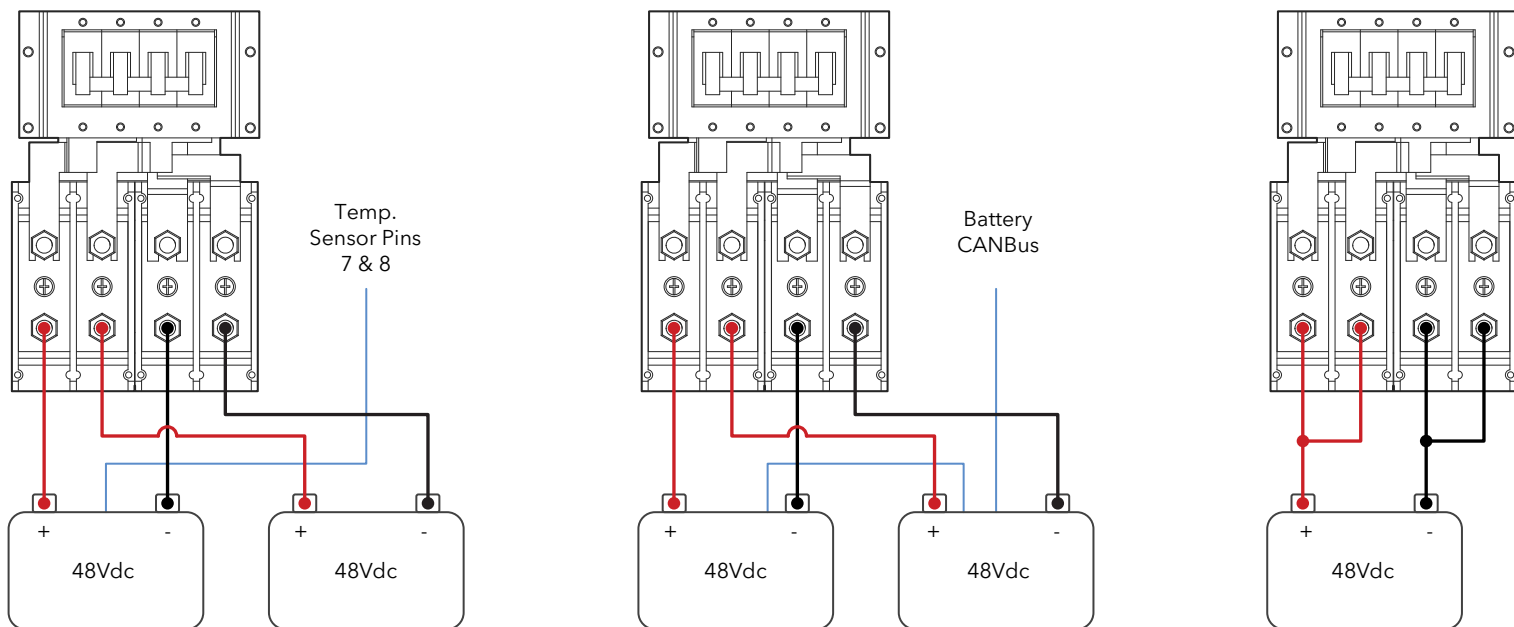 Temp.
Sensor Pins
7 & 8
Battery
CANBus
+ -
48Vdc
+ -
48Vdc
+ -
48Vdc
+ -
48Vdc
+ -
48Vdc